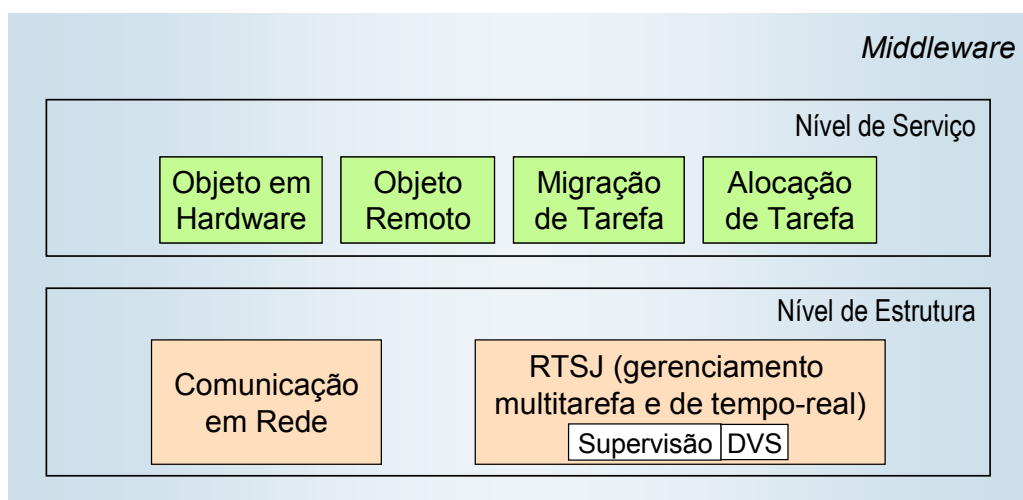 Middleware
Nível de Serviço
Objeto em
Hardware
Objeto
Remoto
Migração
de Tarefa
Alocação
de Tarefa
Nível de Estrutura
Comunicação
em Rede
RTSJ (gerenciamento
multitarefa e de tempo-real)
Supervisão DVS